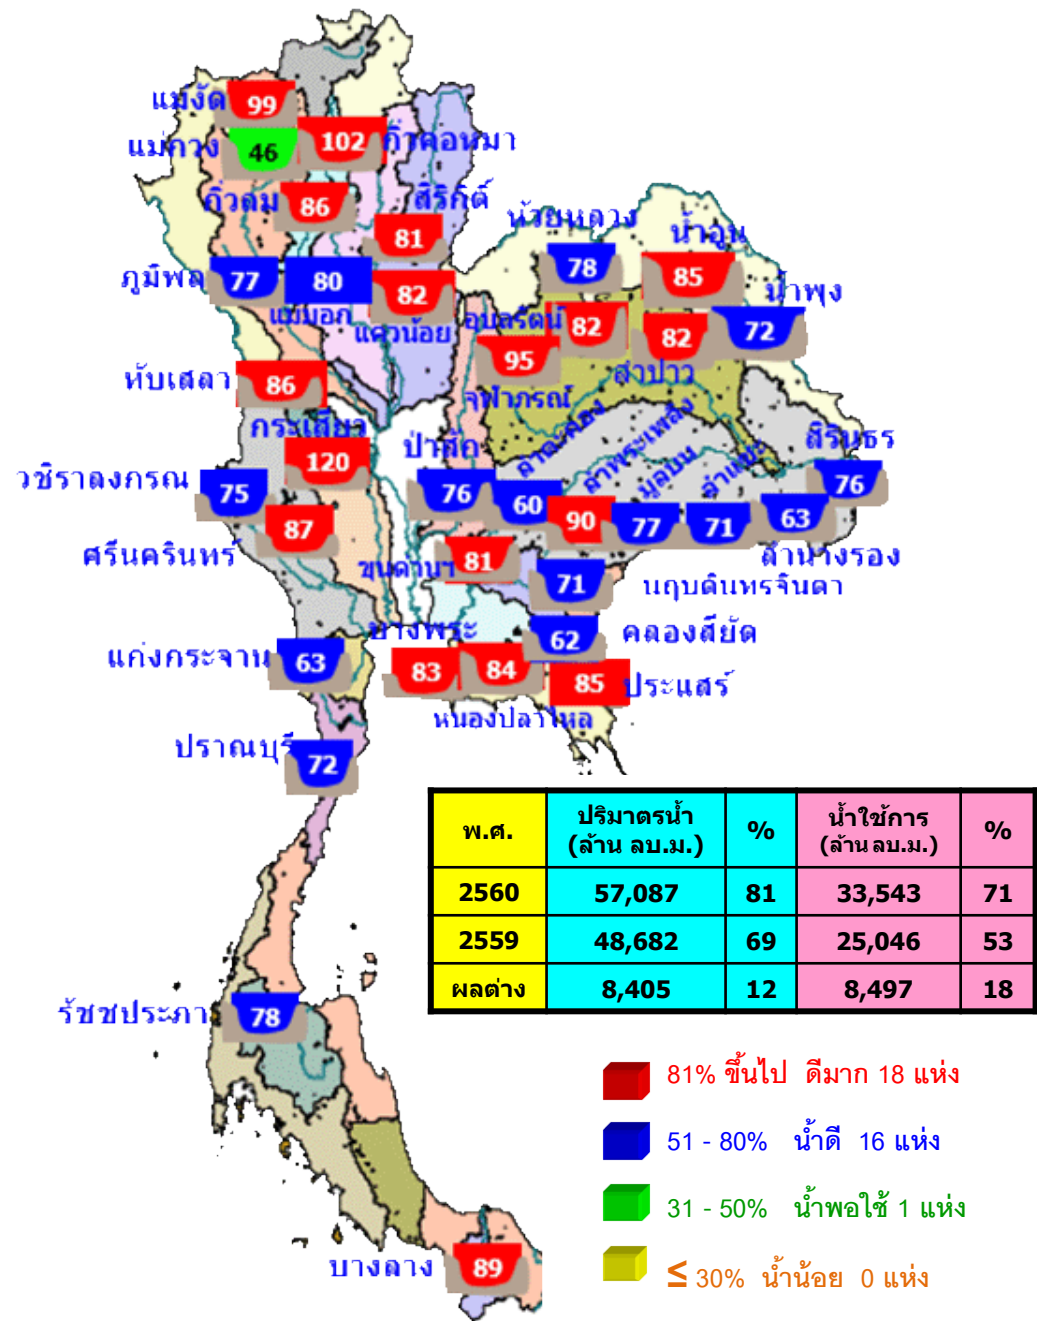 แม่งัด
99
แม่กวง
46
102
กิ่วคอหมา
กิ่วลม
86
สิริกิติ์
81
ห้วยหลวง
78
น้ำอูน
85
ภูมิพล
77
80
แม่มอก
82
แควน้อย
น้ำพุง
72
อุบลรัตน์
82
82
ลำปาว
95
จุฬาภรณ์
ทับเสลา
86
กระเสียว
120
ป่าสัก
76
ลำตะคอง
60
ลำพระเพลิง
90
มูลบน
77
ลำแซะ
71
สิรินธร
76
63
ลำนางรอง
วชิราลงกรณ
75
87
ศรีนครินทร์
ขุนด่านฯ
81
71
นฤบดินทรจินดา
บางพระ
62
คลองสียัด
แก่งกระจาน
63
83
84
85
ประแสร์
หนองปลาไหล
ปราณบุรี
72
พ.ศ. ปริมาตรน้ำ % น้ำใช้การ %
(ล้าน ลบ.ม.) (ล้าน ลบ.ม.)
2560 57,087 81 33,543 71
2559 48,682 69 25,046 53
ผลต่าง 8,405 12 8,497 18
รัชชประภา
78
81% ขึ้นไป ดีมาก 18 แห่ง
51 - 80% น้ำดี 16 แห่ง
31 - 50% น้ำพอใช้ 1 แห่ง
≤ 30% น้ำน้อย 0 แห่ง
บางลาง
89